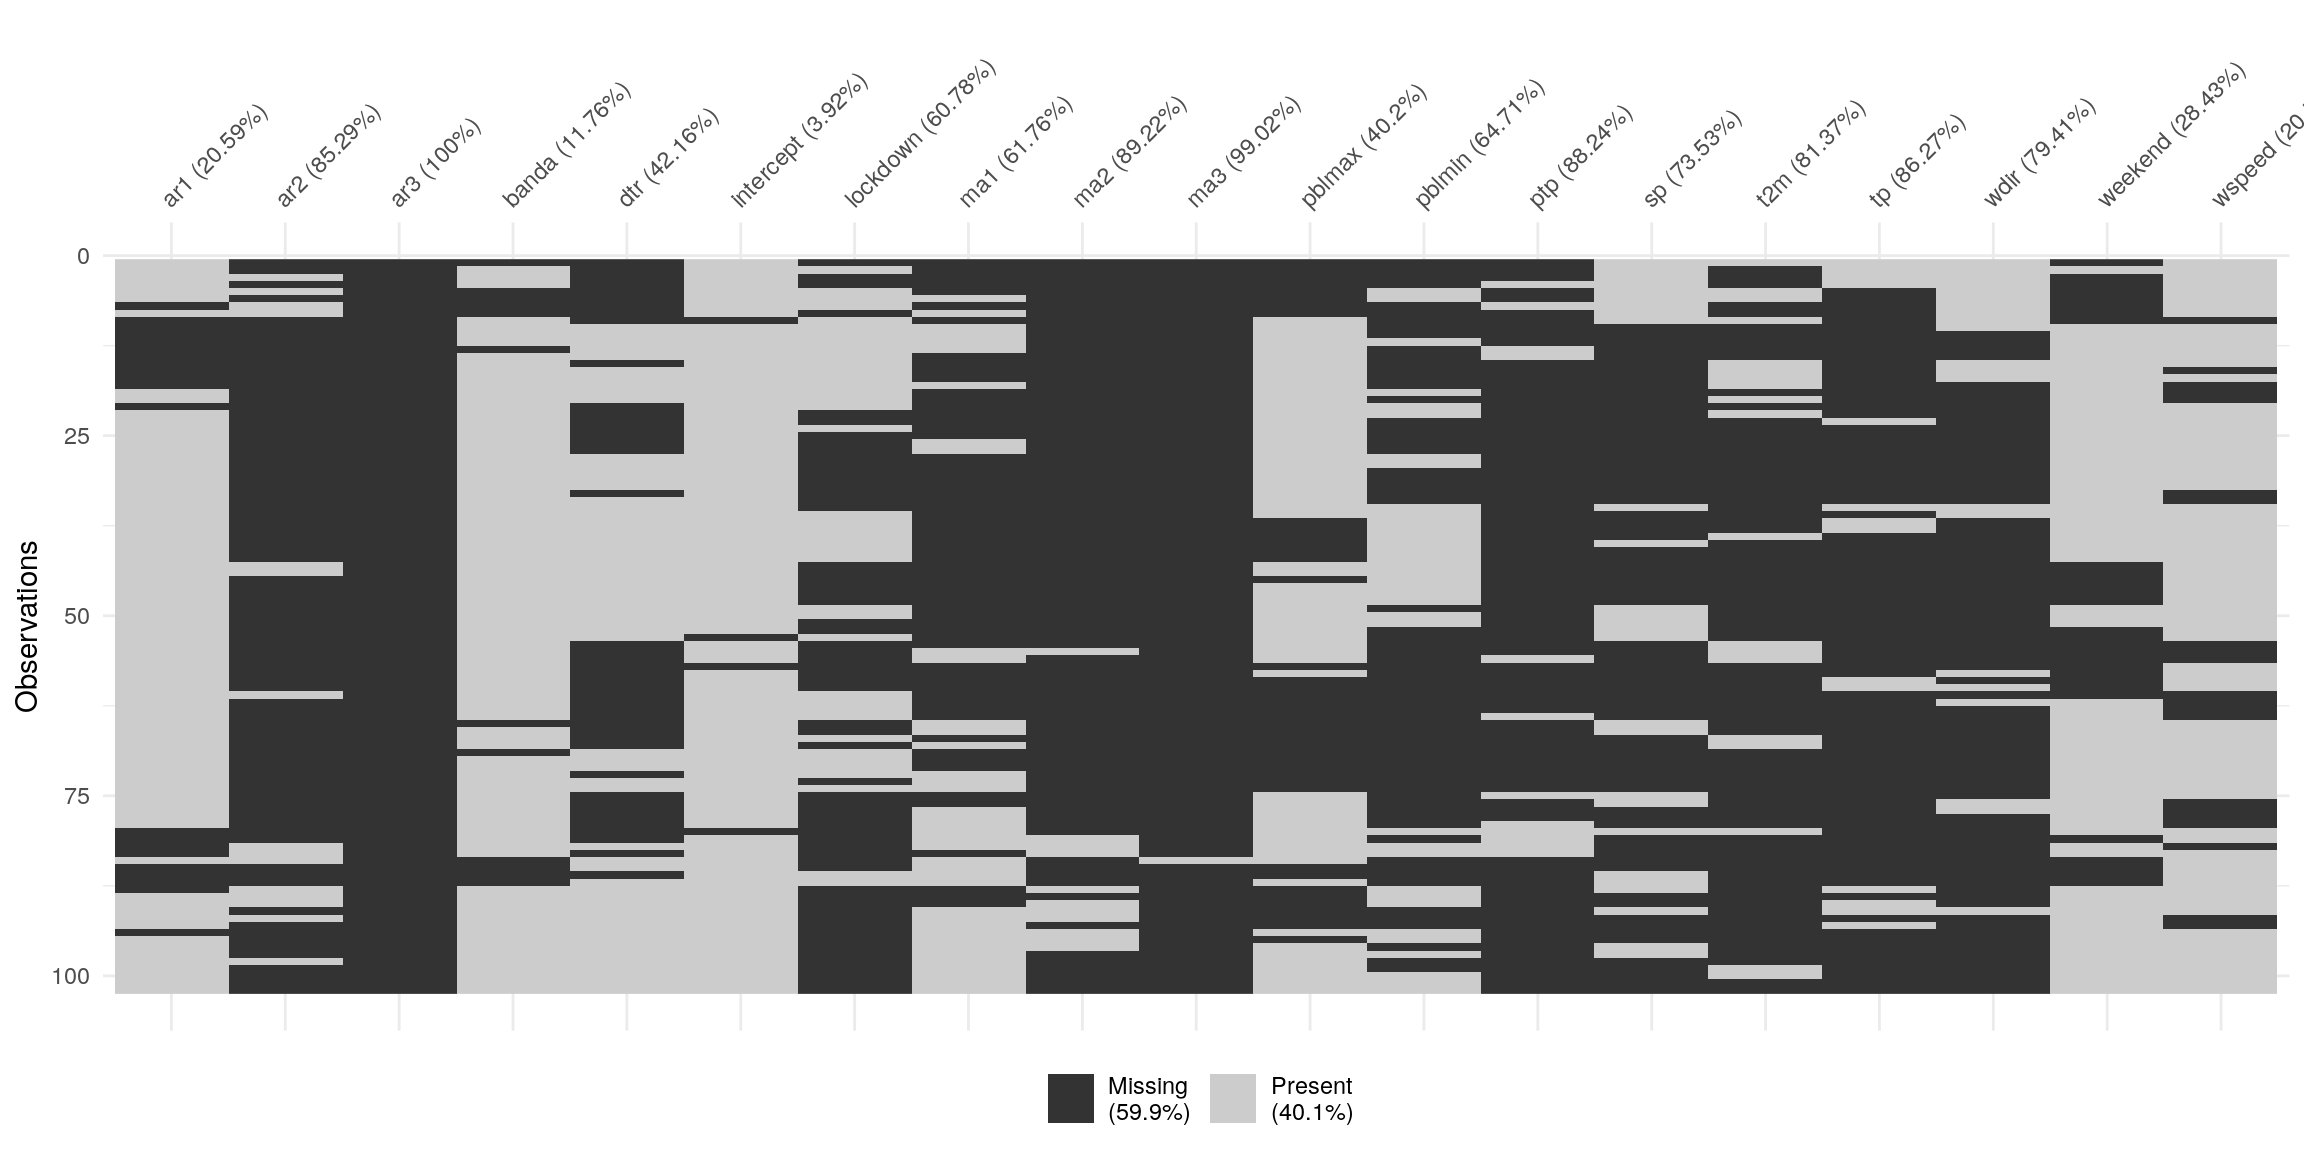 ar1 (20.59%)
ar2 (85.29%)
ar3 (100%)
banda (11.76%)
dtr (42.16%)
intercept (3.92%)
lockdown (60.78%)
ma1 (61.76%)
ma2 (89.22%)
ma3 (99.02%)
pblmax (40.2%)
pblmin (64.71%)
ptp (88.24%)
sp (73.53%)
t2m (81.37%)
tp (86.27%)
wdir (79.41%)
weekend (28.43%)
wspeed (20.
0
25
50
75
100
Observations
Missing
(59.9%)
Present
(40.1%)